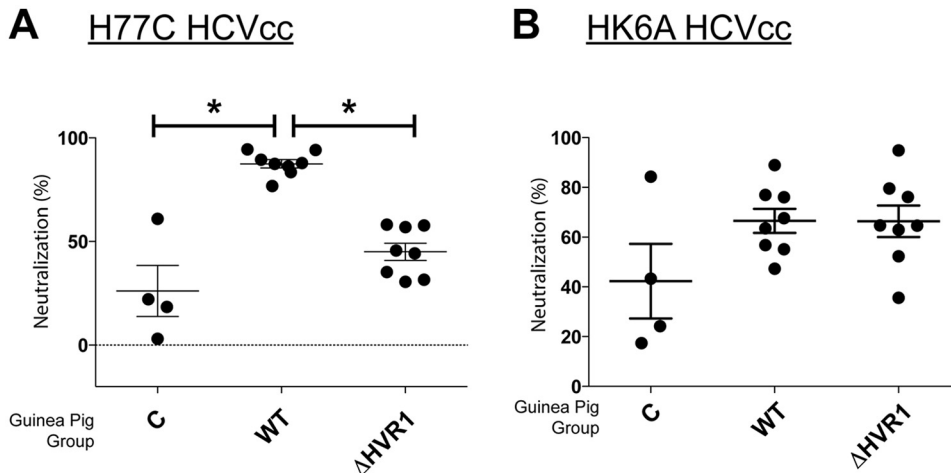 A H77C HCVcc
* *
Neutralization (%)
100
50
0
Guinea Pig
Group
C WT ΔHVR1
B HK6A HCVcc
Neutralization (%)
100
80
60
40
20
0
Guinea Pig
Group
C WT ΔHVR1